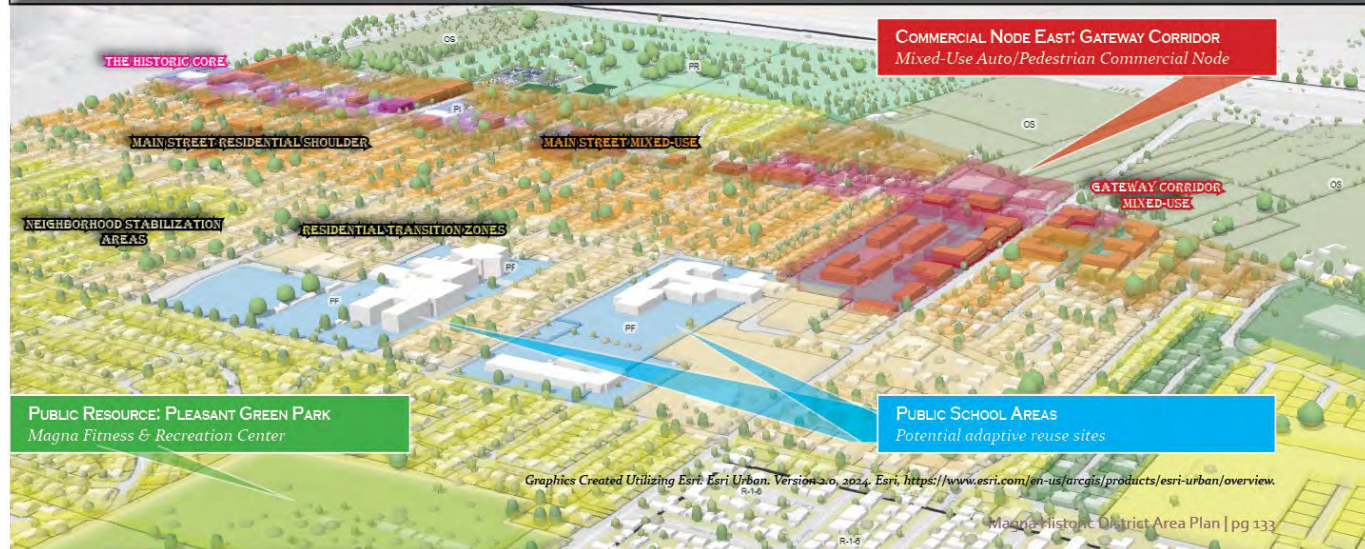 COMMERCIAL NODE EAST: GATEWAY CORRIDOR
Mixed-Use Auto/Pedestrian Commercial Node
OS
THE HISTORIC CORE
PR
PI
OS
MAIN STREET RESIDENTIAL SHOULDER
MAIN STREET MIXED-USE
OS
GATEWAY CORRIDOR
MIXED-USE
NEIGHBORHOOD STABILIZATION
AREAS
RESIDENTIAL TRANSITION ZONES
PF
PF
PF
PUBLIC RESOURCE: PLEASANT GREEN PARK
Magna Fitness & Recreation Center
PUBLIC SCHOOL AREAS
Potential adaptive reuse sites
Graphics Created Utilizing Esri. Esri Urban. Version 2.0. 2024. Esri, https://www.esri.com/en-us/arcgis/products/esri-urban/overview.
R-1-6
Magna Historic District Area Plan | pg 133
R-1-6